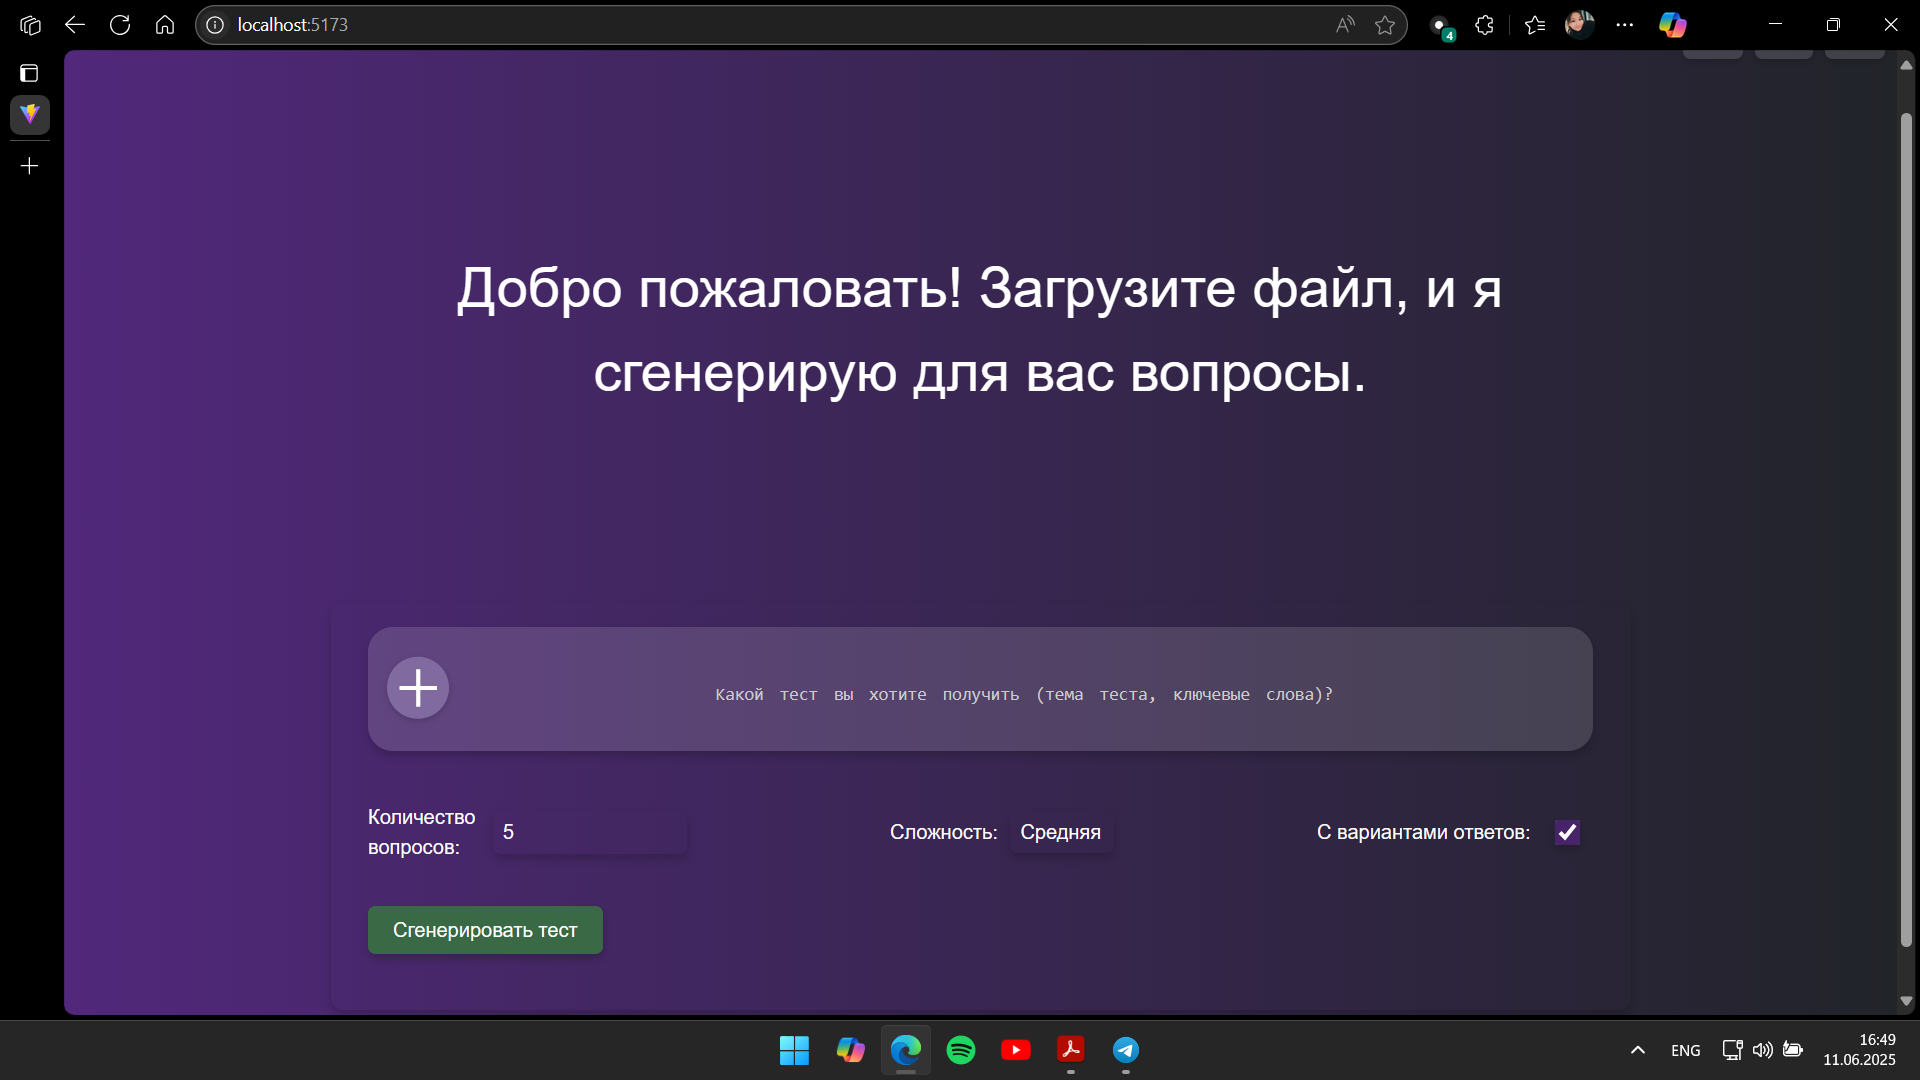 localhost:5173
4
Добро пожаловать! Загрузите файл, и я
сгенерирую для вас вопросы.
Какой тест вы хотите получить (тема теста, ключевые слова)?
Количество
вопросов:
5
Сложность:
Средняя
С вариантами ответов:
Сгенерировать тест
ENG
16:49
11.06.2025